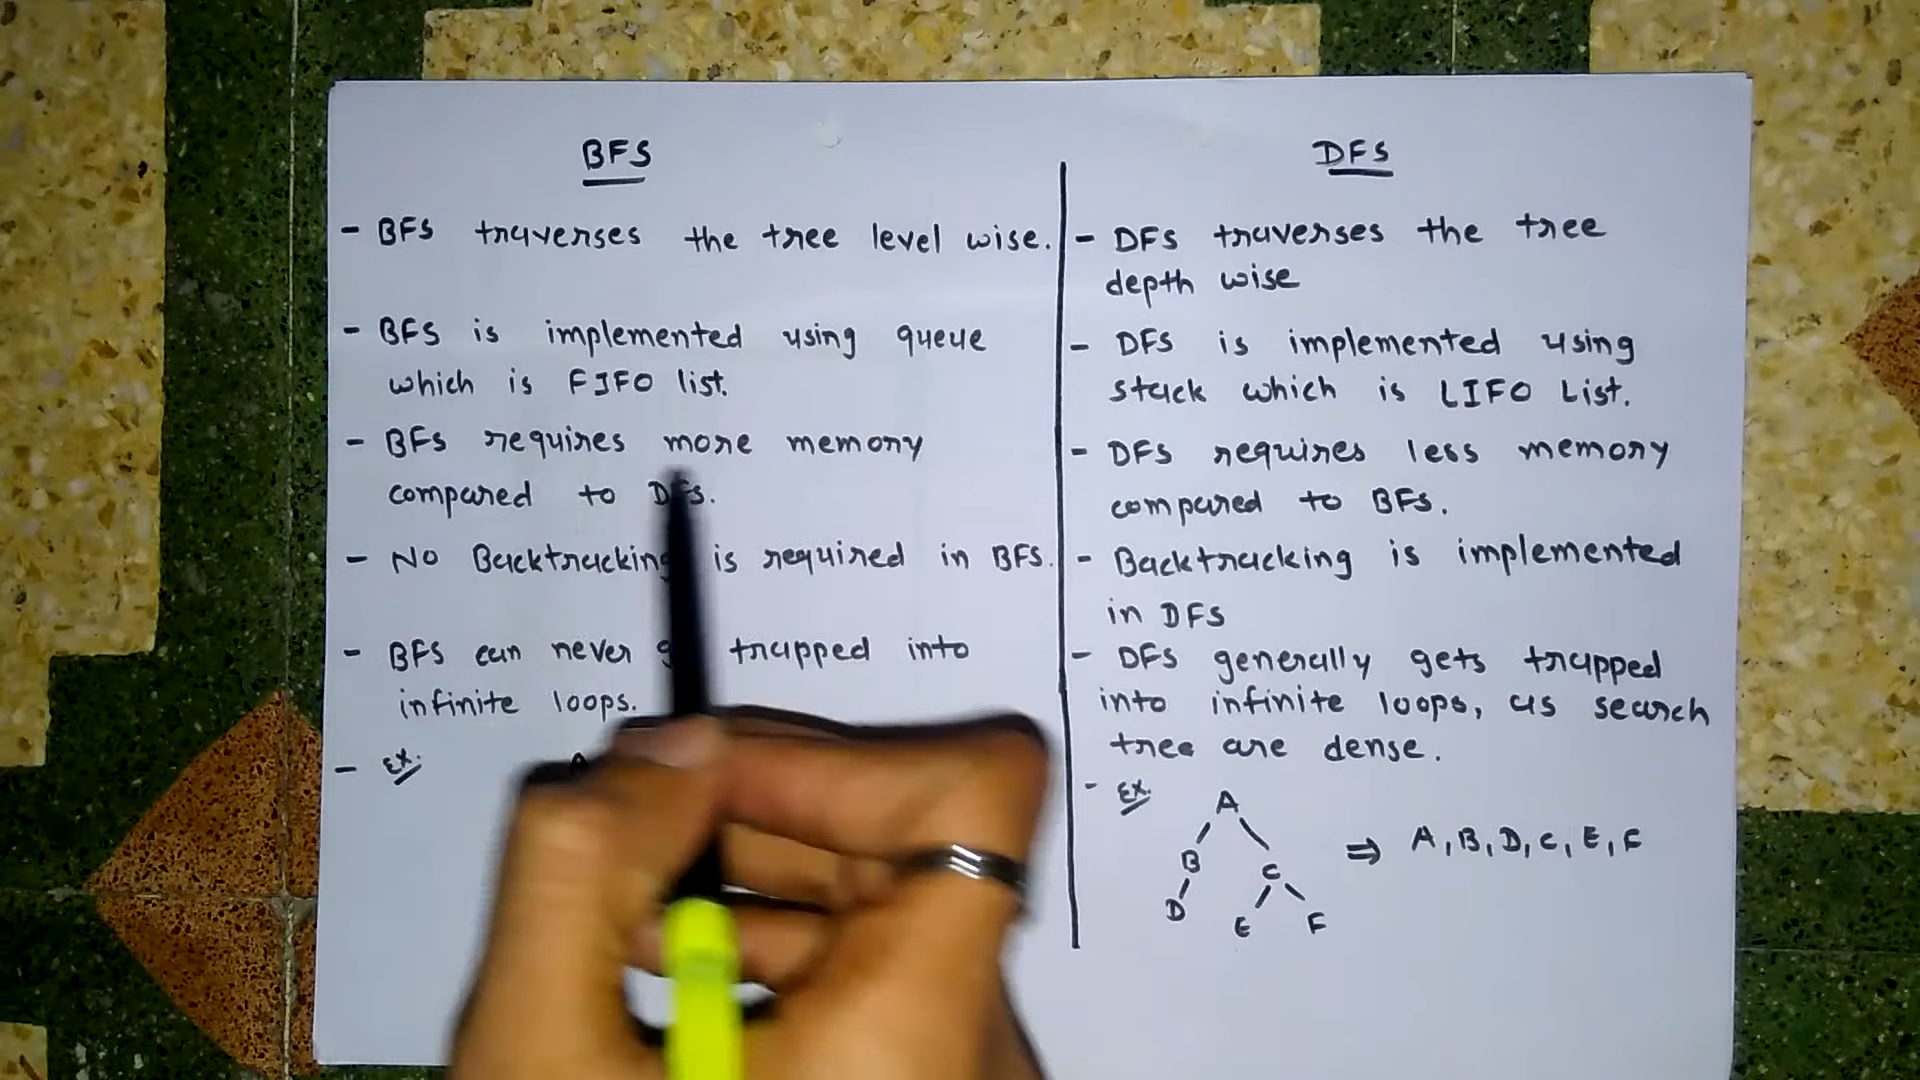 BFS
- BFS traverses the tree level wise.
- BFS is implemented using queue
which is FIFO list.
- BFS requires more memory
compared to DFS.
- No Backtracking is required in BFS.
- BFS can never trapped into
infinite loops.
- Ex.
A
DFS
- DFS traverses the tree
depth wise
- DFS is implemented using
stack which is LIFO List.
- DFS requires less memory
compared to BFS.
- Backtracking is implemented
in DFS
- DFS generally gets trapped
into infinite loops, as search
tree are dense.
- Ex.
A
B C
D E F
⇒ A, B, D, C, E, F